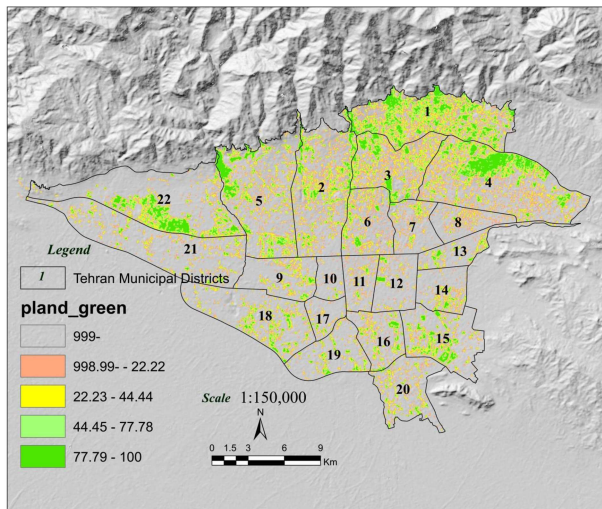 1
3
2
4
22
5
6
7
8
21
13
Legend
1 Tehran Municipal Districts
9
10
11
12
14
pland_green
18
17
16
15
19
999-
998.99- - 22.22
22.23 - 44.44
44.45 - 77.78
77.79 - 100
20
Scale 1:150,000
N
0 1.5 3 6 9
Km